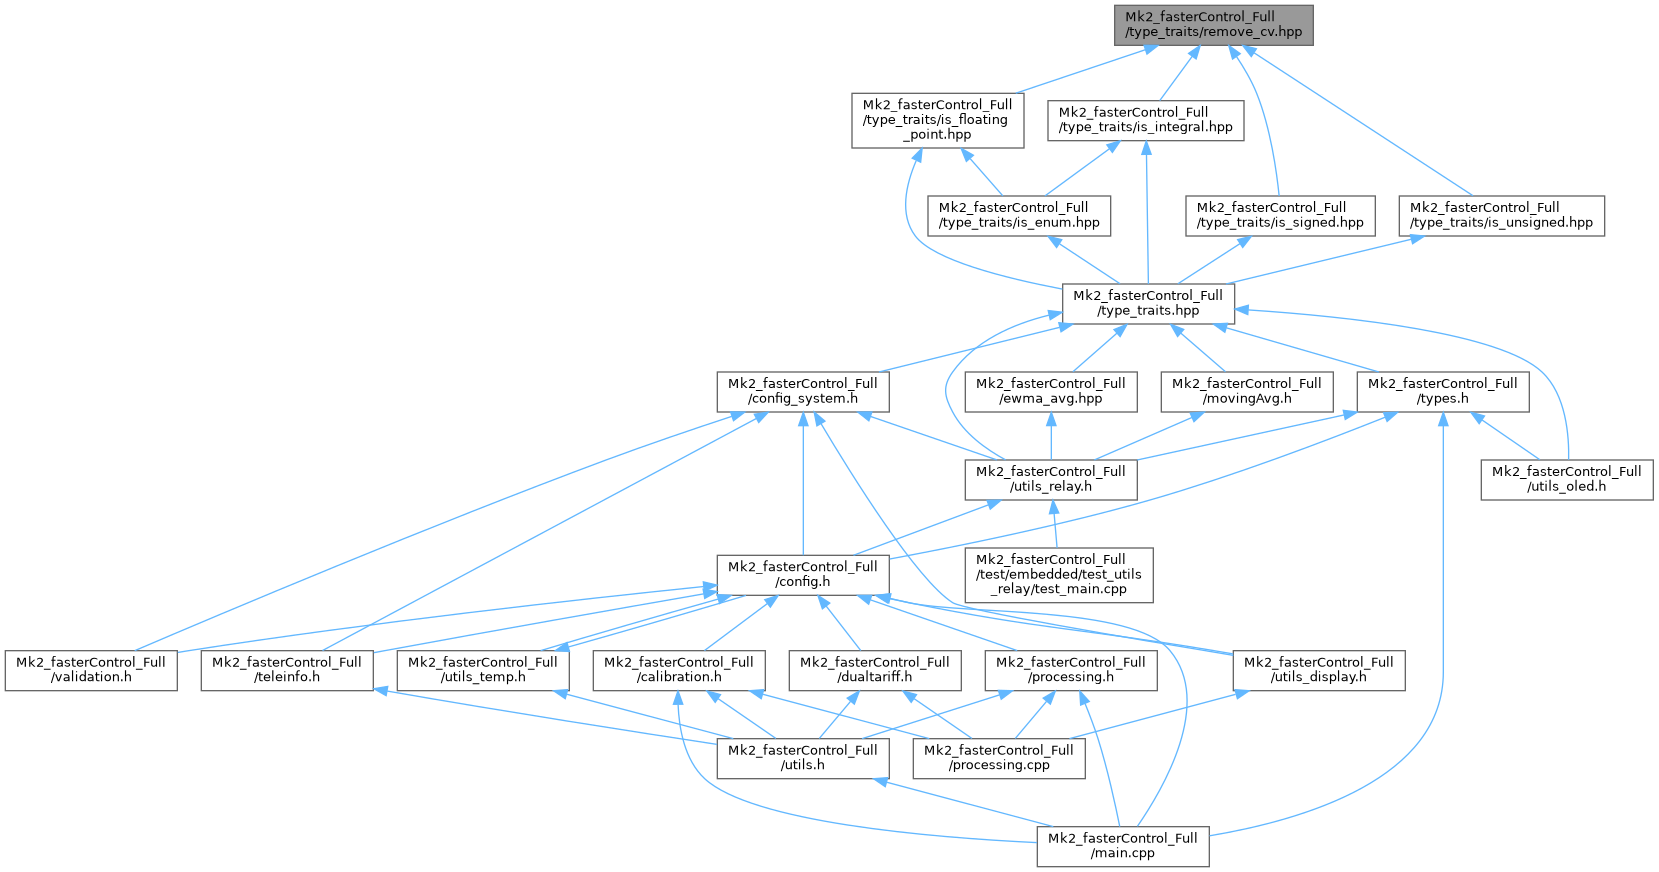 Mk2_fasterControl_Full
/type_traits/remove_cv.hpp
Mk2_fasterControl_Full
/type_traits/is_floating
_point.hpp
Mk2_fasterControl_Full
/type_traits/is_integral.hpp
Mk2_fasterControl_Full
/type_traits/is_enum.hpp
Mk2_fasterControl_Full
/type_traits/is_signed.hpp
Mk2_fasterControl_Full
/type_traits/is_unsigned.hpp
Mk2_fasterControl_Full
/type_traits.hpp
Mk2_fasterControl_Full
/config_system.h
Mk2_fasterControl_Full
/ewma_avg.hpp
Mk2_fasterControl_Full
/movingAvg.h
Mk2_fasterControl_Full
/types.h
Mk2_fasterControl_Full
/utils_relay.h
Mk2_fasterControl_Full
/utils_oled.h
Mk2_fasterControl_Full
/config.h
Mk2_fasterControl_Full
/test/embedded/test_utils
_relay/test_main.cpp
Mk2_fasterControl_Full
/validation.h
Mk2_fasterControl_Full
/teleinfo.h
Mk2_fasterControl_Full
/utils_temp.h
Mk2_fasterControl_Full
/calibration.h
Mk2_fasterControl_Full
/dualtariff.h
Mk2_fasterControl_Full
/processing.h
Mk2_fasterControl_Full
/utils_display.h
Mk2_fasterControl_Full
/utils.h
Mk2_fasterControl_Full
/processing.cpp
Mk2_fasterControl_Full
/main.cpp